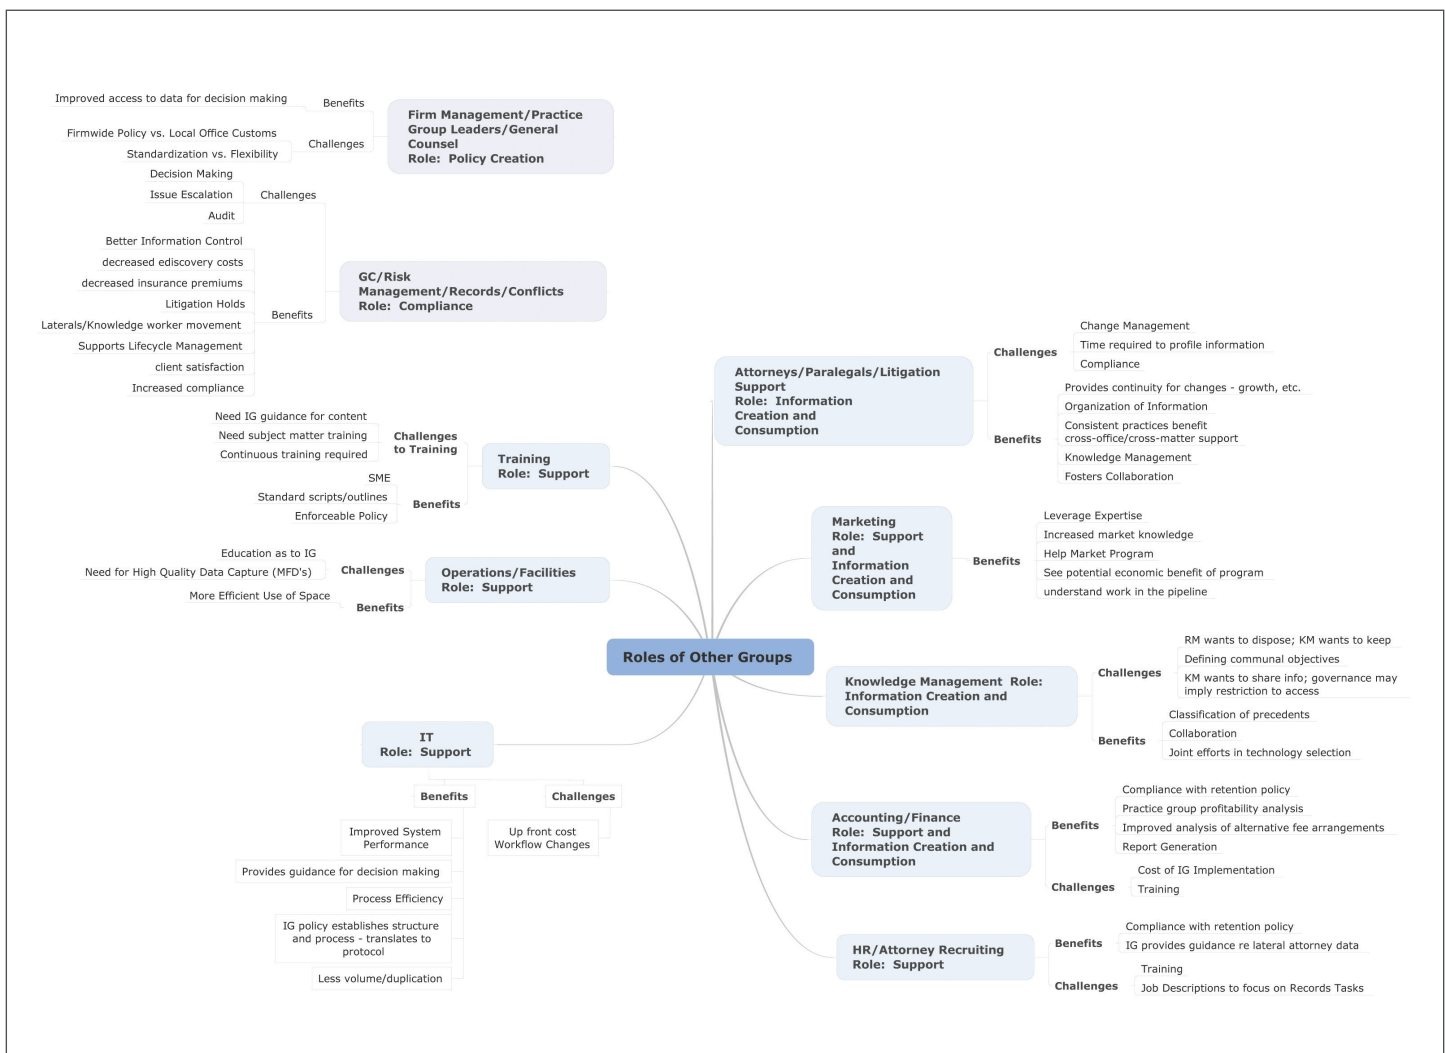 Improved access to data for decision making
Benefits
Firmwide Policy vs. Local Office Customs
Standardization vs. Flexibility
Challenges
Firm Management/Practice
Group Leaders/General
Counsel
Role: Policy Creation
Decision Making
Issue Escalation
Audit
Challenges
Better Information Control
decreased ediscovery costs
decreased insurance premiums
Litigation Holds
Laterals/Knowledge worker movement
Supports Lifecycle Management
client satisfaction
Increased compliance
Benefits
GC/Risk
Management/Records/Conflicts
Role: Compliance
Need IG guidance for content
Need subject matter training
Continuous training required
Challenges
to Training
SME
Standard scripts/outlines
Enforceable Policy
Benefits
Training
Role: Support
Education as to IG
Need for High Quality Data Capture (MFD's)
Challenges
More Efficient Use of Space
Benefits
Operations/Facilities
Role: Support
Roles of Other Groups
IT
Role: Support
Benefits
Improved System
Performance
Provides guidance for decision making
Process Efficiency
IG policy establishes structure
and process - translates to
protocol
Less volume/duplication
Challenges
Up front cost
Workflow Changes
Attorneys/Paralegals/Litigation
Support
Role: Information
Creation and
Consumption
Challenges
Change Management
Time required to profile information
Compliance
Benefits
Provides continuity for changes - growth, etc.
Organization of Information
Consistent practices benefit
cross-office/cross-matter support
Knowledge Management
Fosters Collaboration
Marketing
Role: Support
and
Information
Creation and
Consumption
Benefits
Leverage Expertise
Increased market knowledge
Help Market Program
See potential economic benefit of program
understand work in the pipeline
Knowledge Management Role:
Information Creation and
Consumption
Challenges
RM wants to dispose; KM wants to keep
Defining communal objectives
KM wants to share info; governance may
imply restriction to access
Benefits
Classification of precedents
Collaboration
Joint efforts in technology selection
Accounting/Finance
Role: Support and
Information Creation and
Consumption
Benefits
Compliance with retention policy
Practice group profitability analysis
Improved analysis of alternative fee arrangements
Report Generation
Challenges
Cost of IG Implementation
Training
HR/Attorney Recruiting
Role: Support
Benefits
Compliance with retention policy
IG provides guidance re lateral attorney data
Challenges
Training
Job Descriptions to focus on Records Tasks